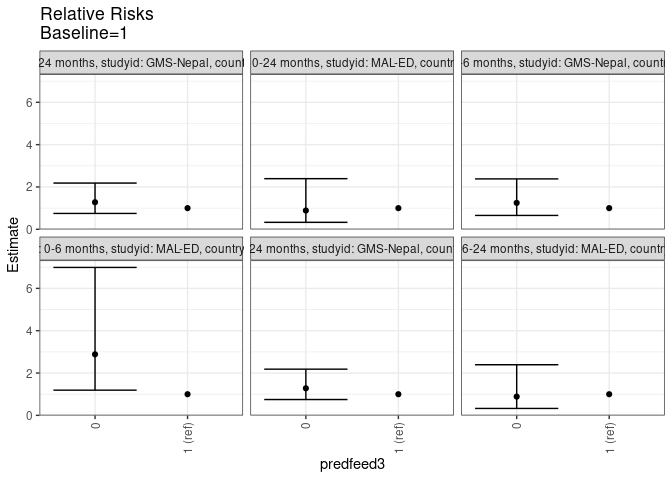 Relative Risks
Baseline=1
24 months, studyid: GMS-Nepal, count
0-24 months, studyid: MAL-ED, countr
-6 months, studyid: GMS-Nepal, countr
6
4
2
0
: 0-6 months, studyid: MAL-ED, country
24 months, studyid: GMS-Nepal, coun
6-24 months, studyid: MAL-ED, countr
6
4
2
0
Estimate
0
1 (ref)
0
1 (ref)
0
1 (ref)
predfeed3